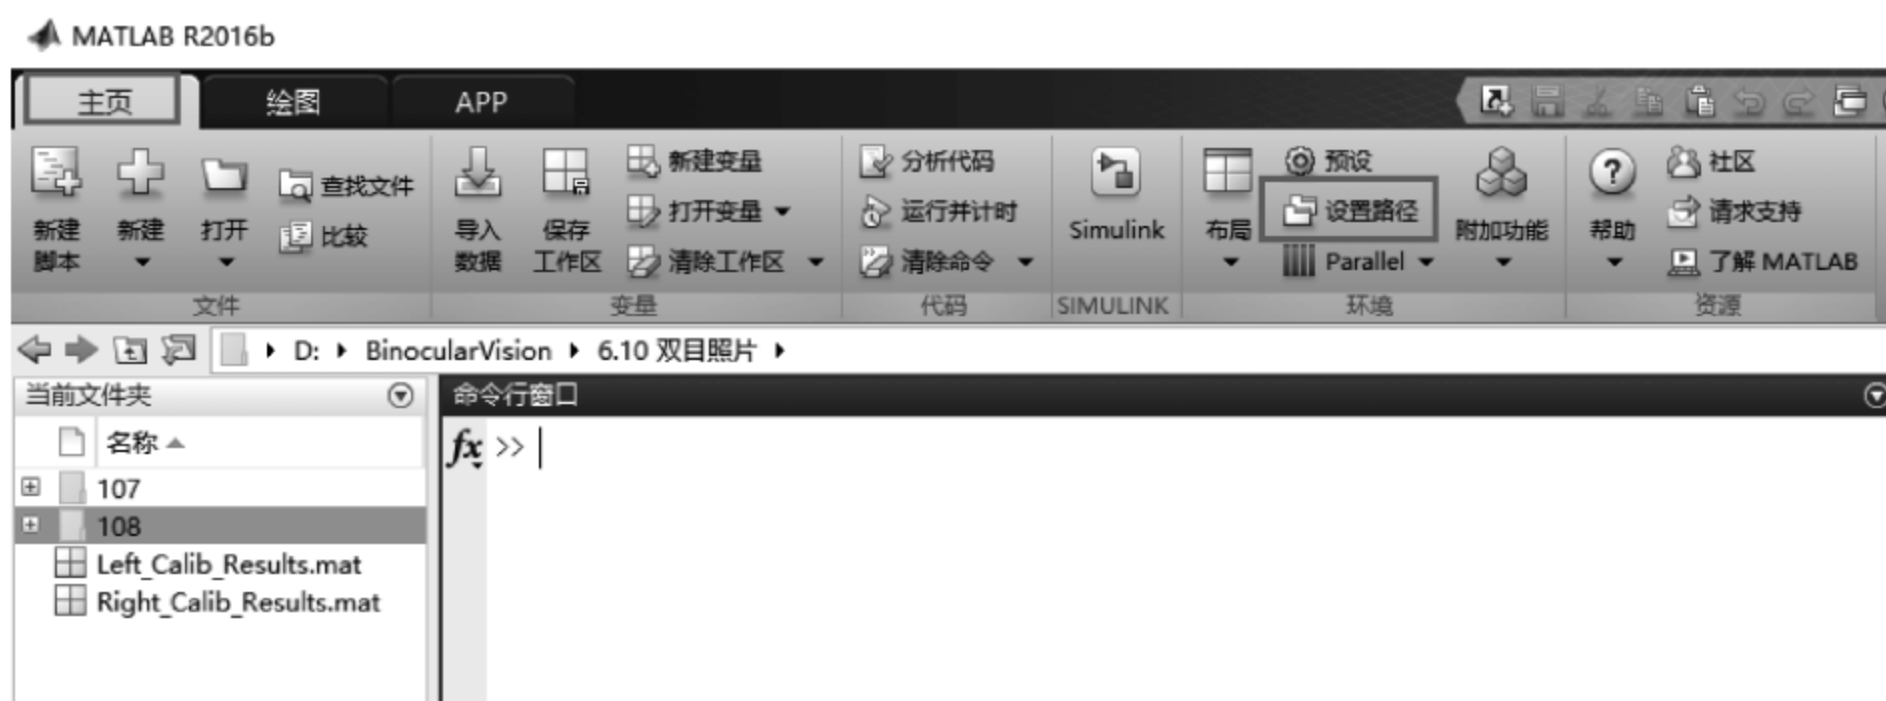 MATLAB R2016b
主页 绘图 APP
新建脚本 新建 打开 查找文件 比较
导入数据 保存工作区 新建变量 打开变量 清除工作区
分析代码 运行并计时 清除命令
Simulink
布局 预设 设置路径 Parallel 附加功能
帮助 社区 请求支持 了解 MATLAB
文件 变量 代码 SIMULINK 环境 资源
D: BinocularVision 6.10 双目照片
当前文件夹 命令行窗口
名称 fx >>
107
108
Left_Calib_Results.mat
Right_Calib_Results.mat